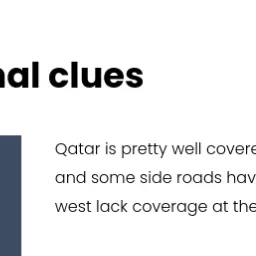 nal clues
Qatar is pretty well covere
and some side roads hav
west lack coverage at the